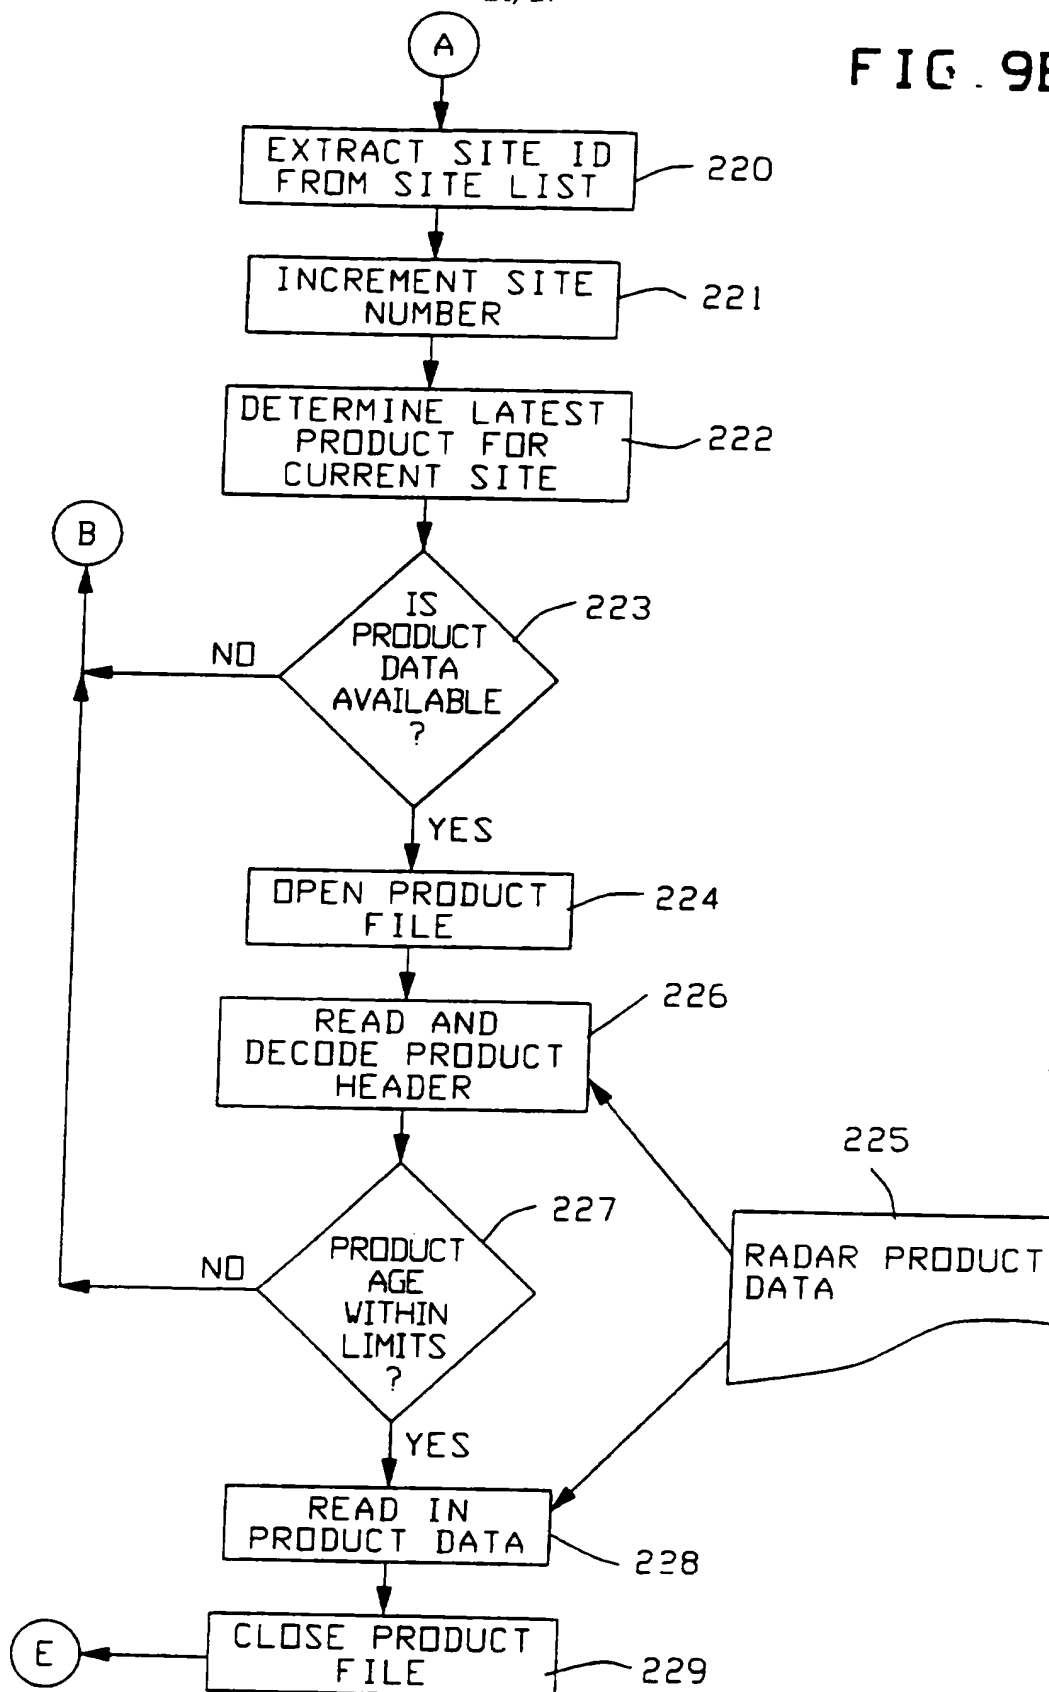 A
FIG. 9B
EXTRACT SITE ID
FROM SITE LIST
220
INCREMENT SITE
NUMBER
221
DETERMINE LATEST
PRODUCT FOR
CURRENT SITE
222
B
IS
PRODUCT
DATA
AVAILABLE
?
223
NO
YES
OPEN PRODUCT
FILE
224
READ AND
DECODE PRODUCT
HEADER
226
225
RADAR PRODUCT
DATA
PRODUCT
AGE
WITHIN
LIMITS
?
227
NO
YES
READ IN
PRODUCT DATA
228
CLOSE PRODUCT
FILE
229
E